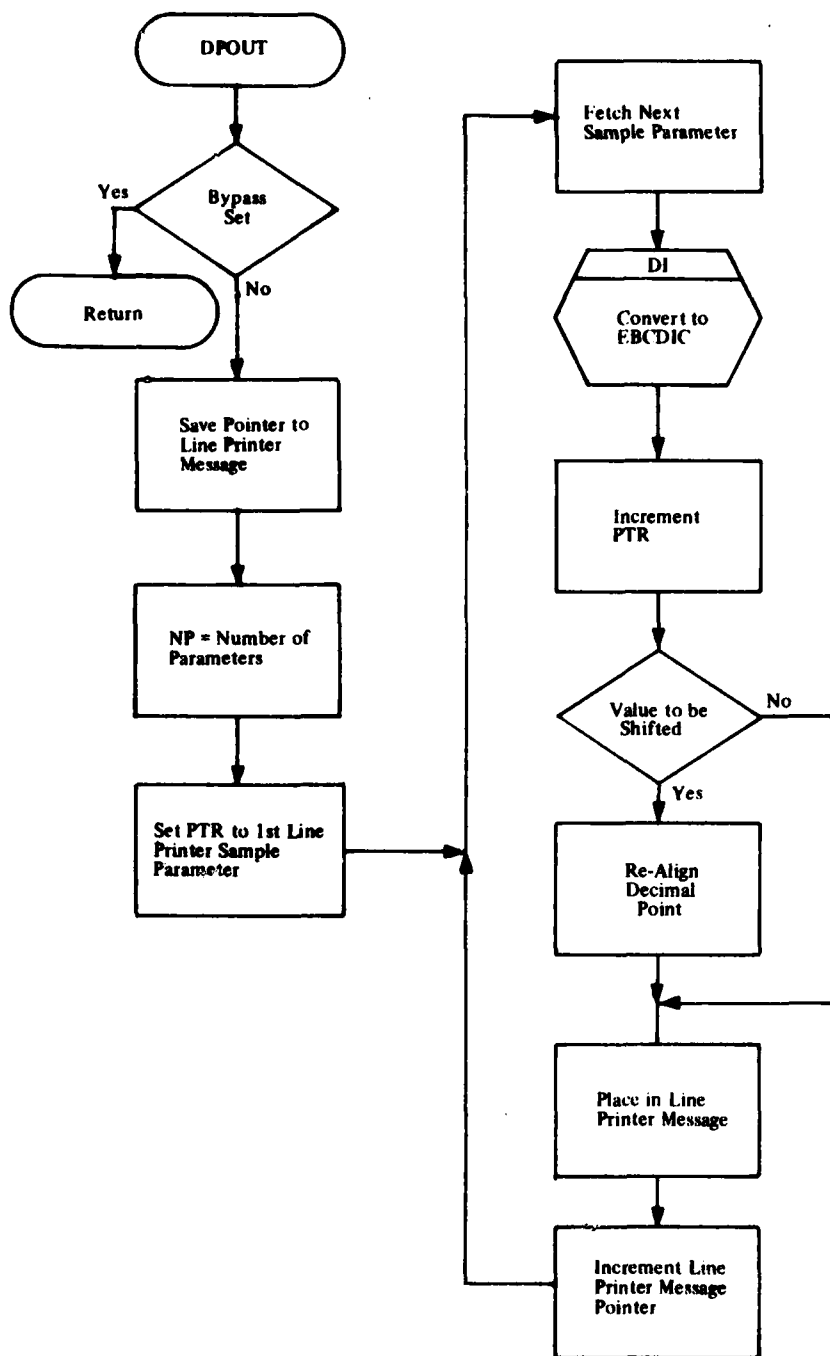 DPOUT
Bypass
Set
Yes
No
Return
Save Pointer to
Line Printer
Message
NP = Number of
Parameters
Set PTR to 1st Line
Printer Sample
Parameter
Fetch Next
Sample Parameter
DI
Convert to
EBCDIC
Increment
PTR
Value to be
Shifted
No
Yes
Re-Align
Decimal
Point
Place in Line
Printer Message
Increment Line
Printer Message
Pointer